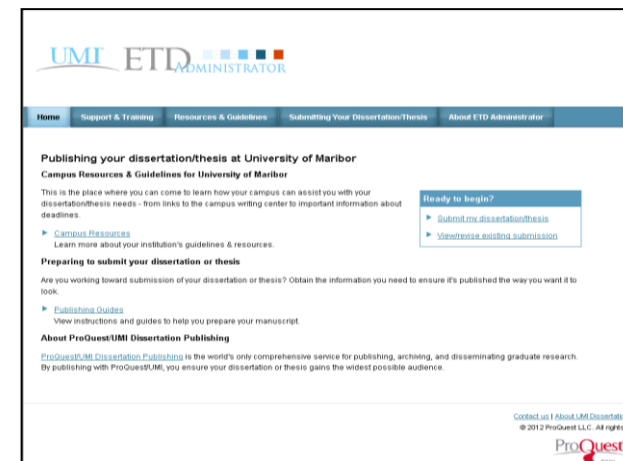 UMI ETD ADMINISTRATOR
Home Support & Training Resources & Guidelines Submitting Your Dissertation/Thesis About ETD Administrator
Publishing your dissertation/thesis at University of Maribor
Campus Resources & Guidelines for University of Maribor
This is the place where you can come to learn how your campus can assist you with your
dissertation/thesis needs - from links to the campus writing center to important information about
deadlines.
Campus Resources
Learn more about your institution's guidelines & resources.
Ready to begin?
Submit my dissertation/thesis
View/revise existing submission
Preparing to submit your dissertation or thesis
Are you working toward submission of your dissertation or thesis? Obtain the information you need to ensure it's published the way you want it to
look.
Publishing Guides
View instructions and guides to help you prepare your manuscript.
About ProQuest/UMI Dissertation Publishing
ProQuest/UMI Dissertation Publishing is the world's only comprehensive service for publishing, archiving, and disseminating graduate research.
By publishing with ProQuest/UMI, you ensure your dissertation or thesis gains the widest possible audience.
Contact us | About UMI Dissertatio
© 2012 ProQuest LLC. All rights
ProQuest